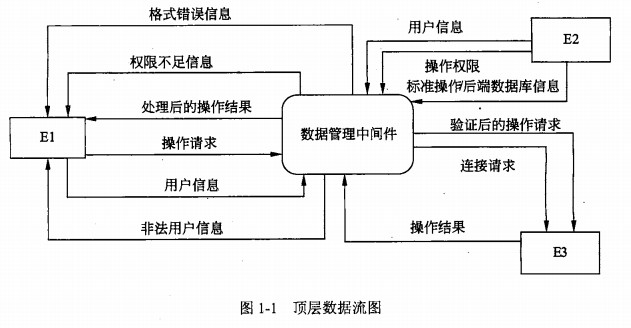 格式错误信息
用户信息
E2
权限不足信息
操作权限
标准操作/后端数据库信息
处理后的操作结果
E1
数据管理中间件
验证后的操作请求
操作请求
连接请求
用户信息
非法用户信息
操作结果
E3
图 1-1 顶层数据流图